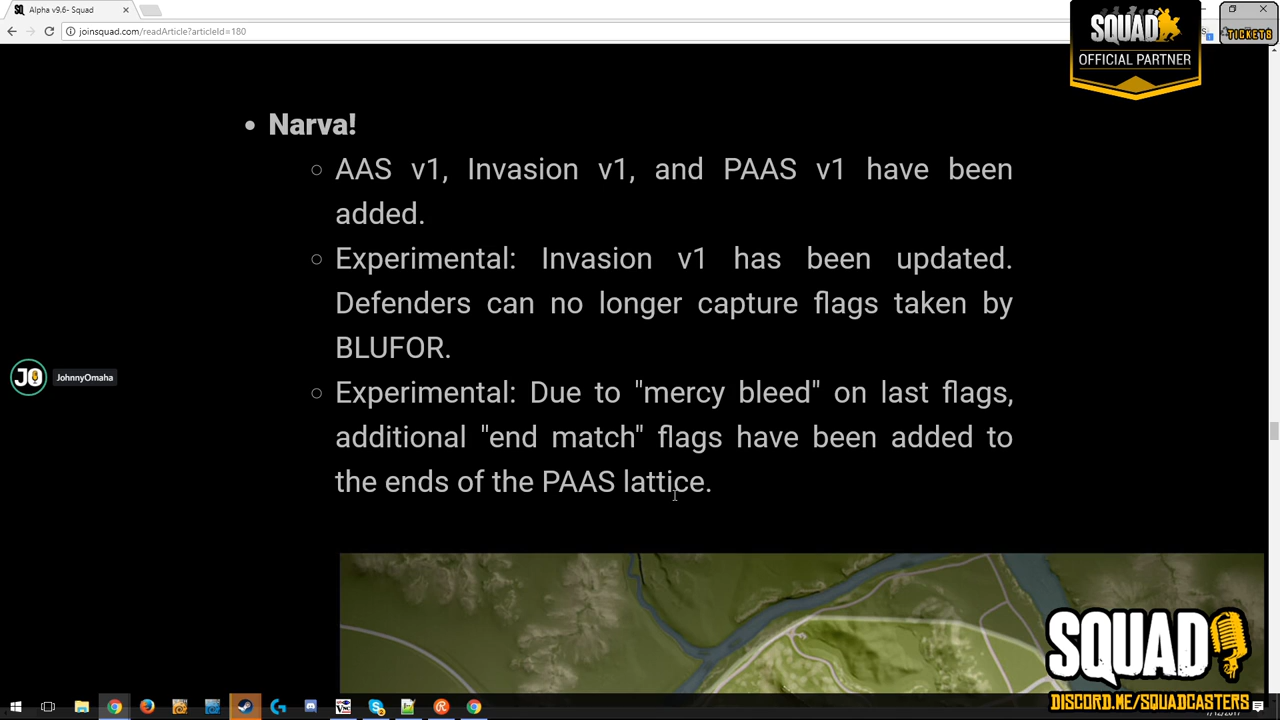 Alpha v9.6- Squad
joinsquad.com/readArticle?articleId=180
SQUAD
OFFICIAL PARTNER
TICKETS
Narva!
AAS v1, Invasion v1, and PAAS v1 have been
added.
Experimental: Invasion v1 has been updated.
Defenders can no longer capture flags taken by
BLUFOR.
Experimental: Due to "mercy bleed" on last flags,
additional "end match" flags have been added to
the ends of the PAAS lattice.
JO
JohnnyOmaha
SQUAD
DISCORD.ME/SQUADCASTERS